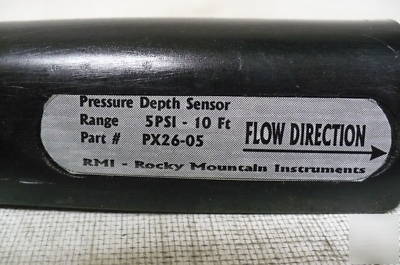 Pressure Depth Sensor
Range 5PSI - 10 Ft
Part # PX26-05
FLOW DIRECTION
RMI - Rocky Mountain Instruments